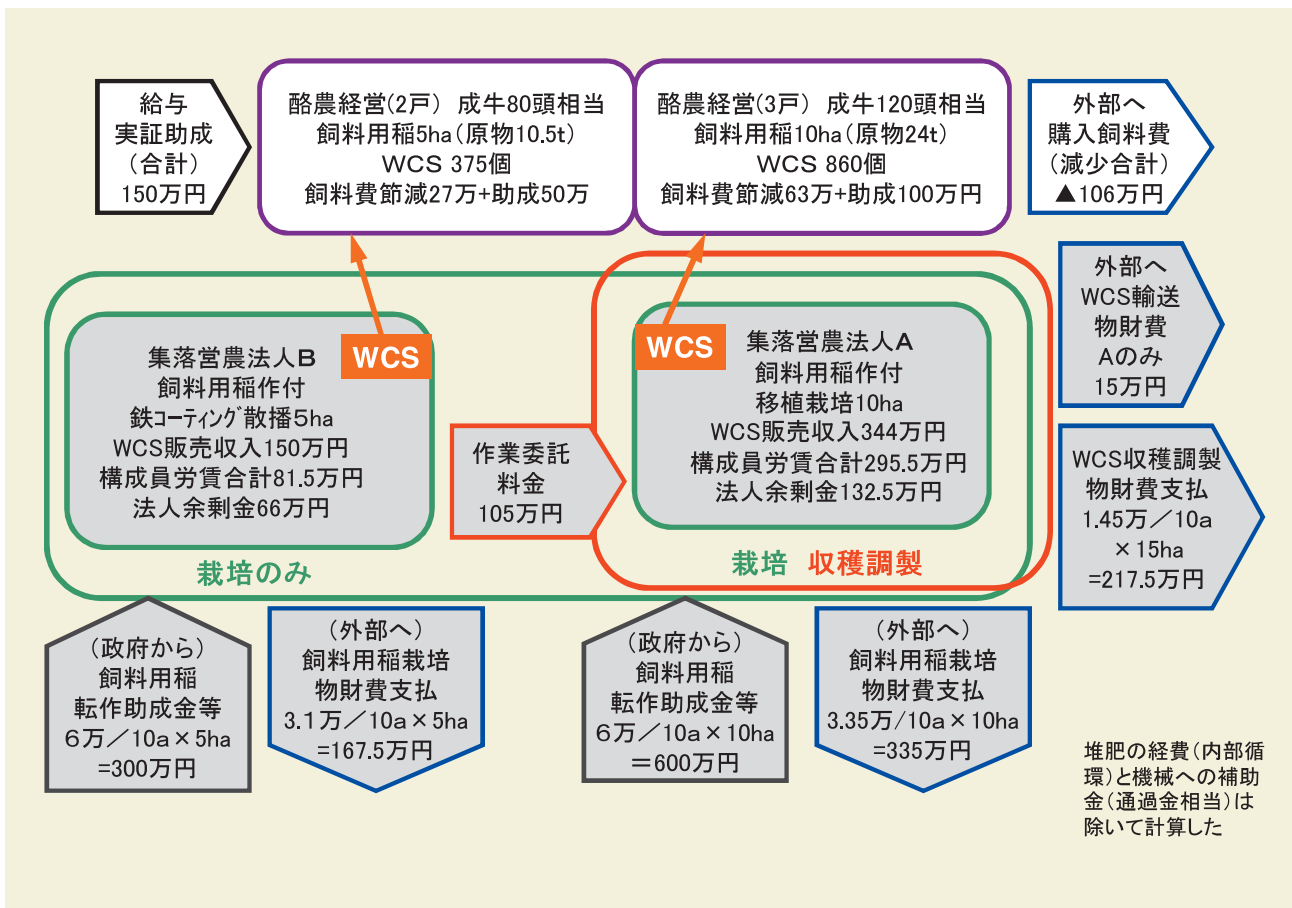 給与
実証助成
(合計)
150万円
酪農経営(2戸) 成牛80頭相当
飼料用稲5ha(原物10.5t)
WCS 375個
飼料費節減27万+助成50万
酪農経営(3戸) 成牛120頭相当
飼料用稲10ha(原物24t)
WCS 860個
飼料費節減63万+助成100万
外部へ
購入飼料費
(減少合計)
▲106万円
外部へ
WCS輸送
物財費
Aのみ
15万円
WCS
集落営農法人B
飼料用稲作付
鉄コーティング散播5ha
WCS販売収入150万円
構成員労賃合計81.5万円
法人余剰金66万円
栽培のみ
作業委託
料金
105万円
WCS
集落営農法人A
飼料用稲作付
移植栽培10ha
WCS販売収入344万円
構成員労賃合計295.5万円
法人余剰金132.5万円
栽培 収穫調製
WCS収穫調製
物財費支払
1.45万/10a
×15ha
=217.5万円
(政府から)
飼料用稲
転作助成金等
6万/10a×5ha
=300万円
(外部へ)
飼料用稲栽培
物財費支払
3.1万/10a×5ha
=167.5万円
(政府から)
飼料用稲
転作助成金等
6万/10a×10ha
=600万円
(外部へ)
飼料用稲栽培
物財費支払
3.35万/10a×10ha
=335万円
堆肥の経費(内部循
環)と機械への補助
金(通過金相当)は
除いて計算した